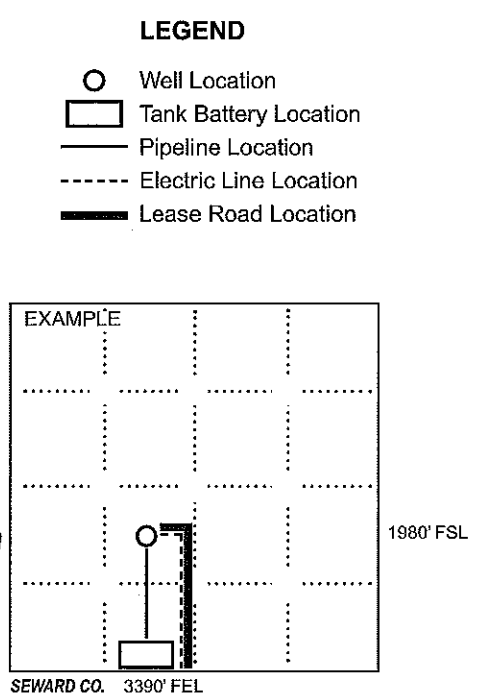 LEGEND
Well Location
Tank Battery Location
Pipeline Location
Electric Line Location
Lease Road Location
EXAMPLE
1980' FSL
SEWARD CO. 3390' FEL